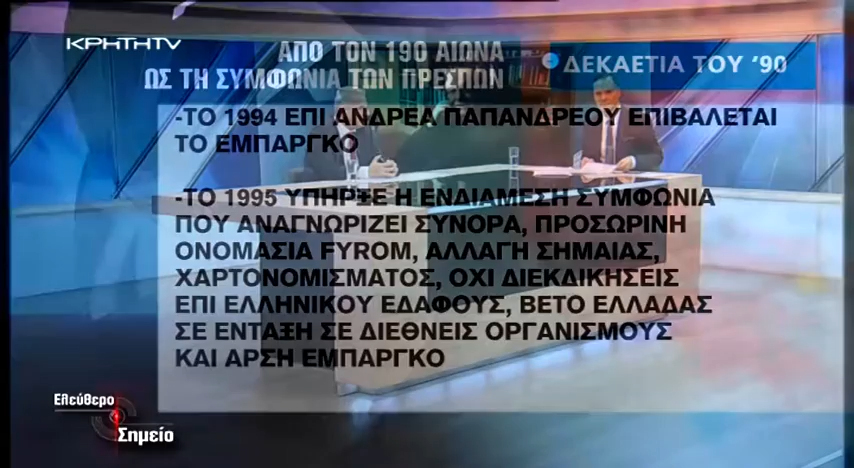 ΚΡΗΤΗTV
ΑΠΟ ΤΟΝ 19Ο ΑΙΩΝΑ
ΩΣ ΤΗ ΣΥΜΦΩΝΙΑ ΤΩΝ ΠΡΕΣΠΩΝ
ΔΕΚΑΕΤΙΑ ΤΟΥ '90
-ΤΟ 1994 ΕΠΙ ΑΝΔΡΕΑ ΠΑΠΑΝΔΡΕΟΥ ΕΠΙΒΑΛΕΤΑΙ
ΤΟ ΕΜΠΑΡΓΚΟ
-ΤΟ 1995 ΥΠΗΡΞΕ Η ΕΝΔΙΑΜΕΣΗ ΣΥΜΦΩΝΙΑ
ΠΟΥ ΑΝΑΓΝΩΡΙΖΕΙ ΣΥΝΟΡΑ, ΠΡΟΣΩΡΙΝΗ
ΟΝΟΜΑΣΙΑ FYROM, ΑΛΛΑΓΗ ΣΗΜΑΙΑΣ,
ΧΑΡΤΟΝΟΜΙΣΜΑΤΟΣ, ΟΧΙ ΔΙΕΚΔΙΚΗΣΕΙΣ
ΕΠΙ ΕΛΛΗΝΙΚΟΥ ΕΔΑΦΟΥΣ, ΒΕΤΟ ΕΛΛΑΔΑΣ
ΣΕ ΕΝΤΑΞΗ ΣΕ ΔΙΕΘΝΕΙΣ ΟΡΓΑΝΙΣΜΟΥΣ
ΚΑΙ ΑΡΣΗ ΕΜΠΑΡΓΚΟ
Ελεύθερο
Σημείο